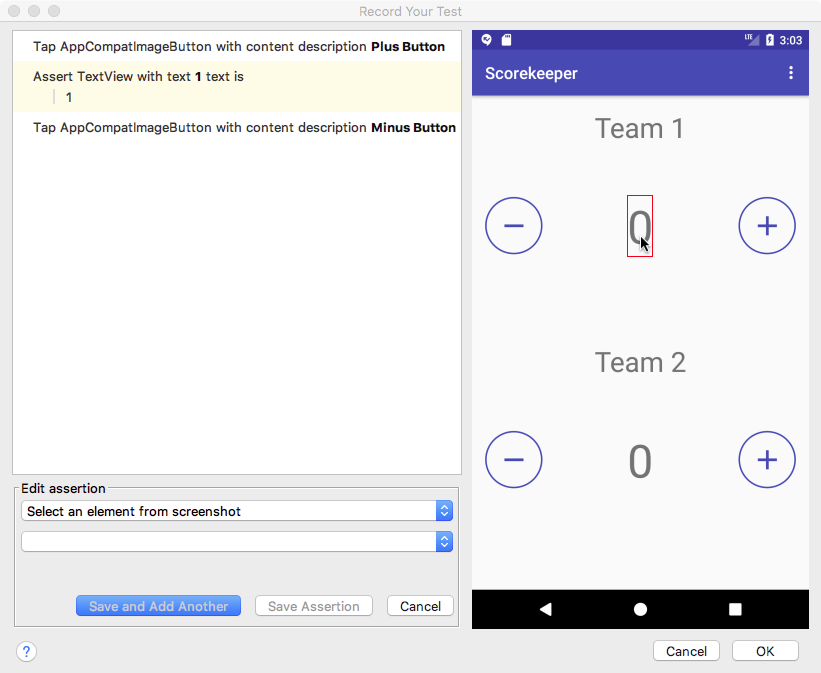 Record Your Test
Tap AppCompatImageButton with content description Plus Button
Assert TextView with text 1 text is
1
Tap AppCompatImageButton with content description Minus Button
Edit assertion
Select an element from screenshot
Save and Add Another
Save Assertion
Cancel
?
LTE 3:03
Scorekeeper
Team 1
0
Team 2
0
Cancel
OK